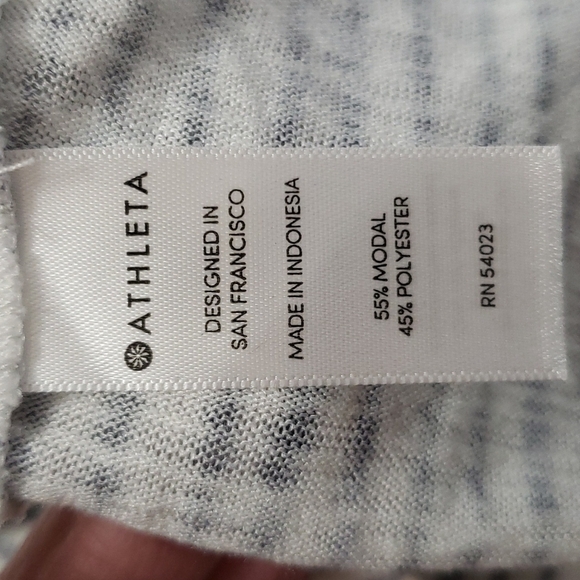 ATHLETA
DESIGNED IN
SAN FRANCISCO
MADE IN INDONESIA
55% MODAL
45% POLYESTER
RN 54023